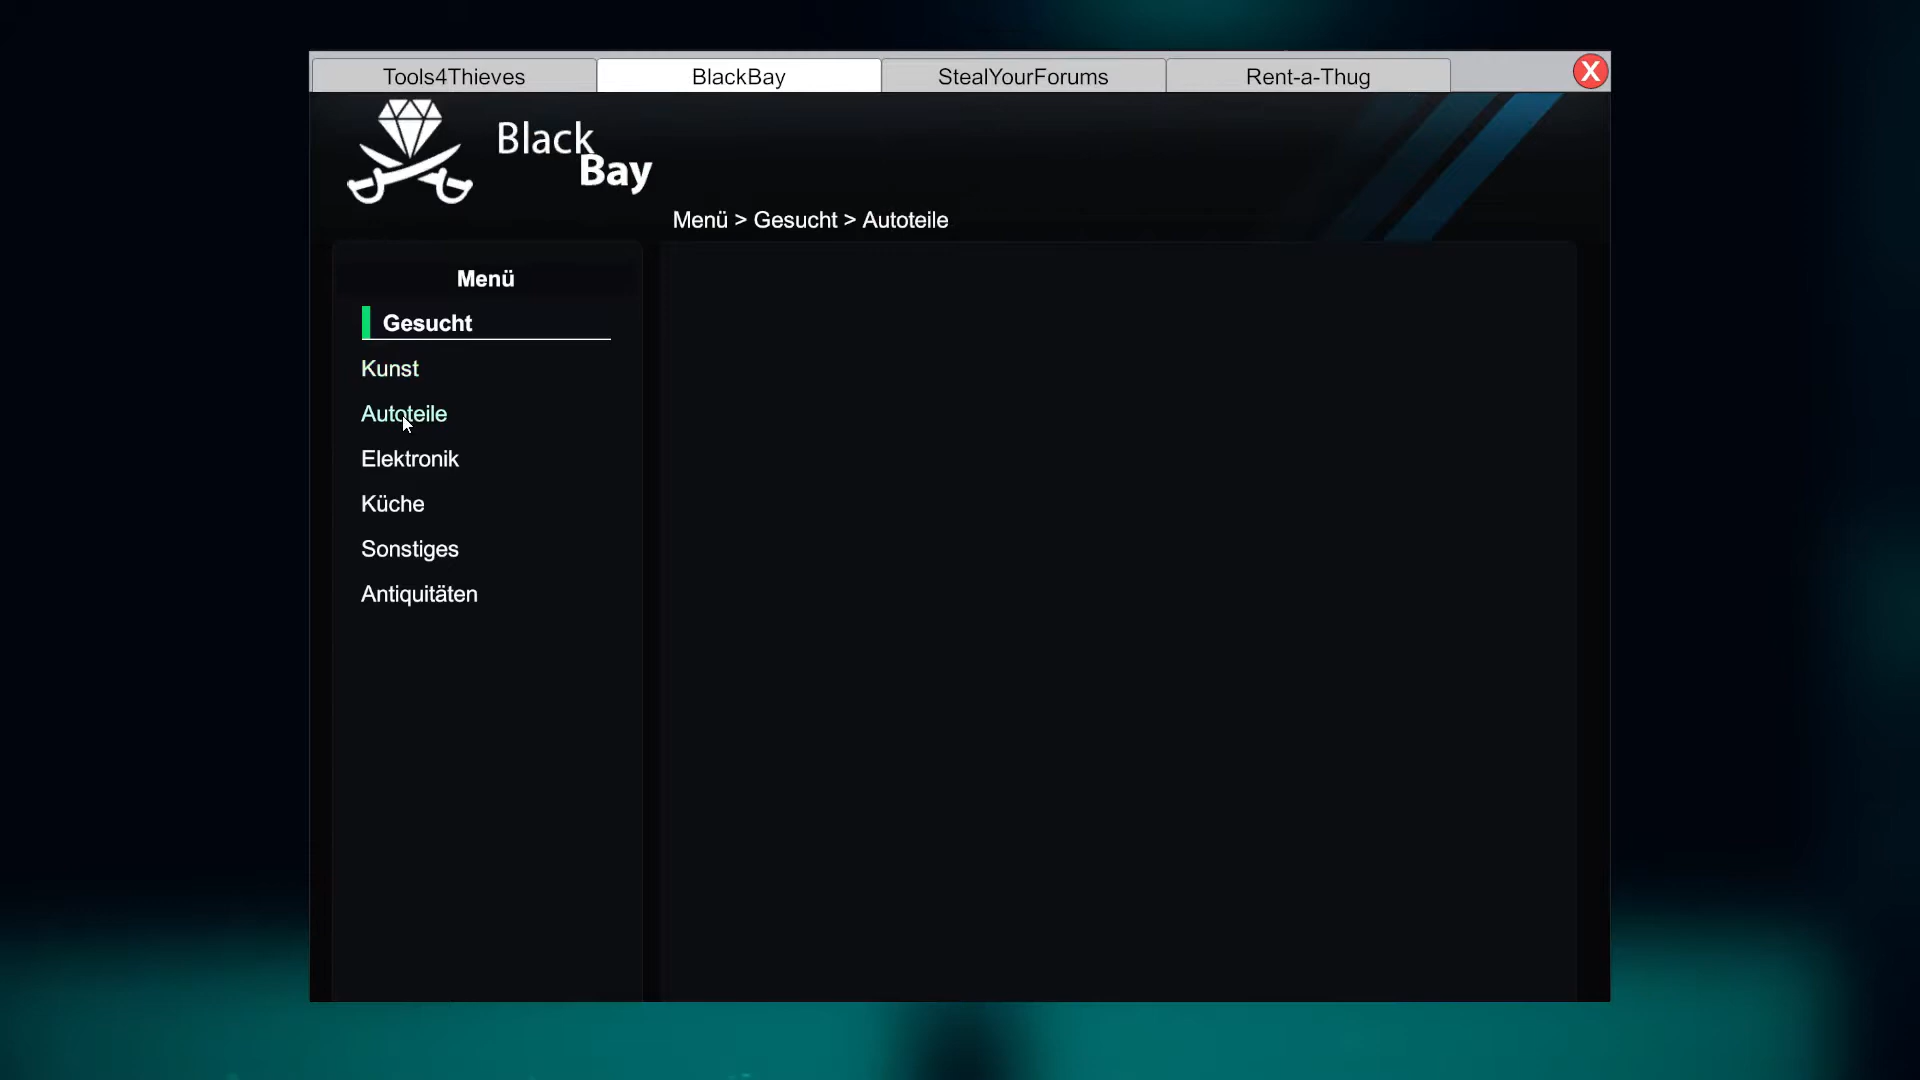 Tools4Thieves
BlackBay
StealYourForums
Rent-a-Thug
X
Black
Bay
Menü > Gesucht > Autoteile
Menü
Gesucht
Kunst
Autoteile
Elektronik
Küche
Sonstiges
Antiquitäten